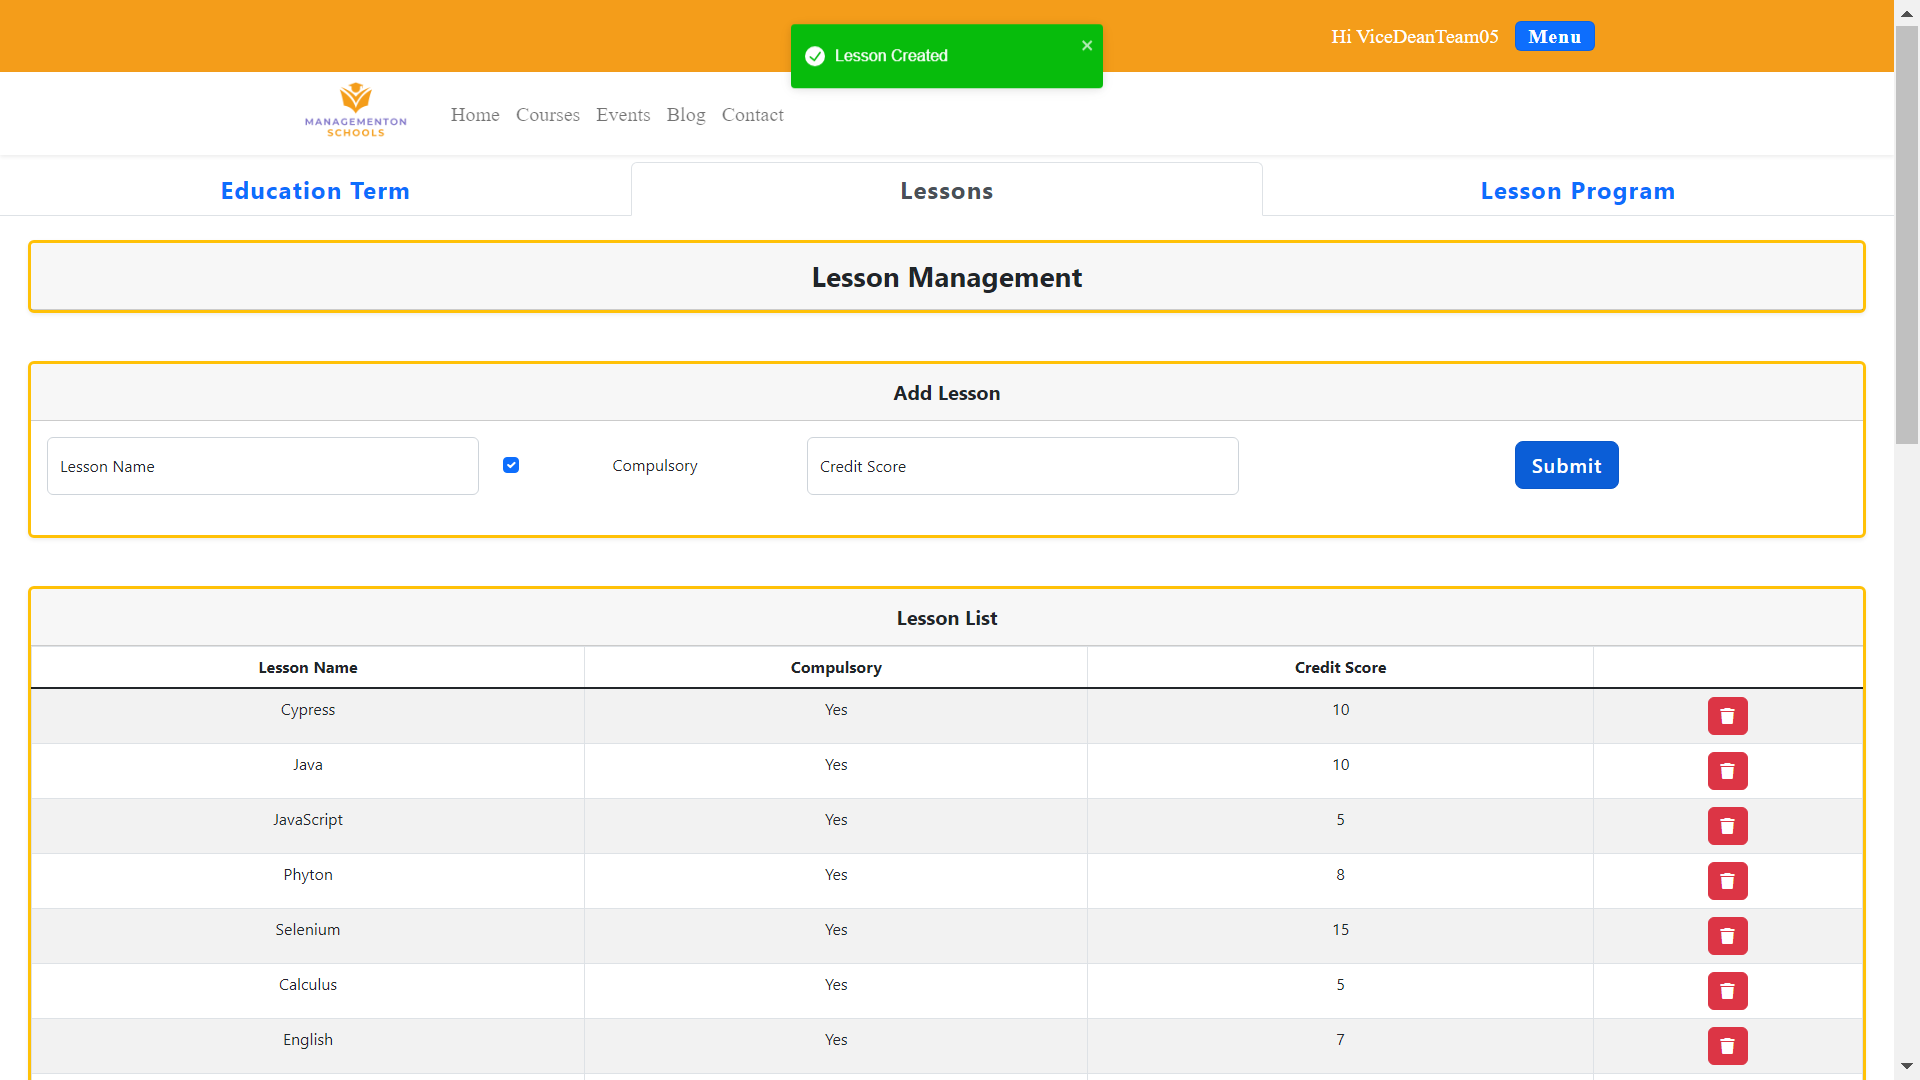 Lesson Created
Hi ViceDeanTeam05 Menu
MANAGEMENTON
SCHOOLS
Home Courses Events Blog Contact
Education Term Lessons Lesson Program
Lesson Management
Add Lesson
Lesson Name Compulsory Credit Score Submit
Lesson List
Lesson Name Compulsory Credit Score
Cypress Yes 10
Java Yes 10
JavaScript Yes 5
Phyton Yes 8
Selenium Yes 15
Calculus Yes 5
English Yes 7